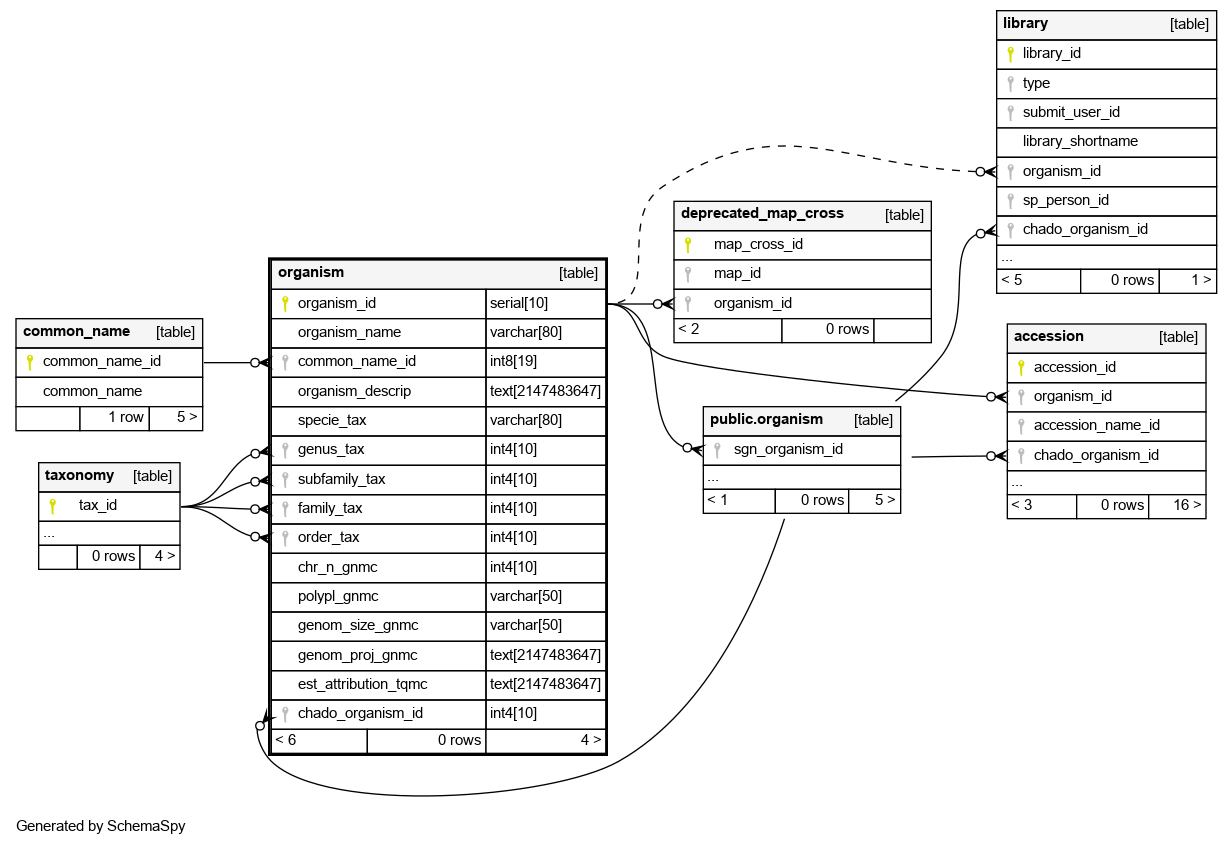 library [table]
library_id
type
submit_user_id
library_shortname
organism_id
sp_person_id
chado_organism_id
...
< 5 0 rows 1 >
deprecated_map_cross [table]
map_cross_id
map_id
organism_id
< 2 0 rows
organism [table]
organism_id serial[10]
organism_name varchar[80]
common_name_id int8[19]
organism_descrip text[2147483647]
specie_tax varchar[80]
genus_tax int4[10]
subfamily_tax int4[10]
family_tax int4[10]
order_tax int4[10]
chr_n_gnmc int4[10]
polypl_gnmc varchar[50]
genom_size_gnmc varchar[50]
genom_proj_gnmc text[2147483647]
est_attribution_tqmc text[2147483647]
chado_organism_id int4[10]
< 6 0 rows 4 >
common_name [table]
common_name_id
common_name
1 row 5 >
taxonomy [table]
tax_id
...
0 rows 4 >
accession [table]
accession_id
organism_id
accession_name_id
chado_organism_id
...
< 3 0 rows 16 >
public.organism [table]
sgn_organism_id
...
< 1 0 rows 5 >
Generated by SchemaSpy